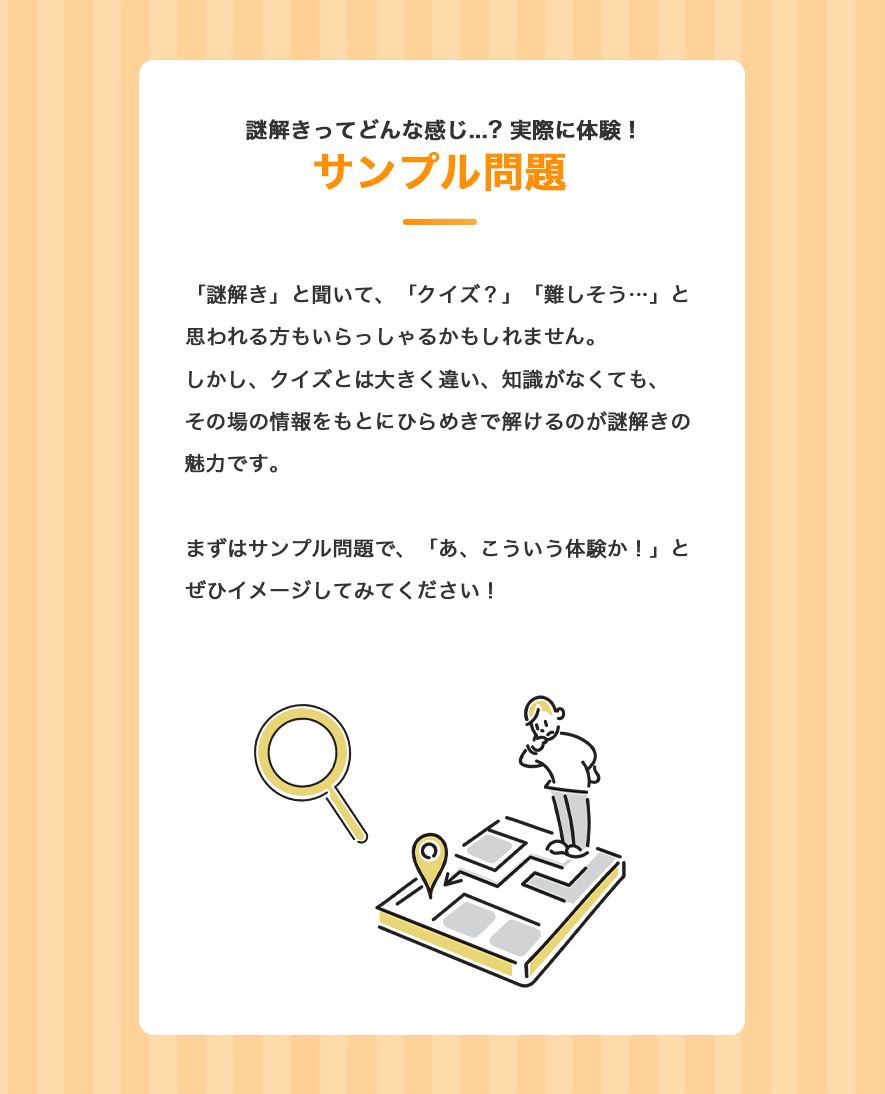 謎解きってどんな感じ...? 実際に体験！
サンプル問題
「謎解き」と聞いて、「クイズ？」「難しそう…」と
思われる方もいらっしゃるかもしれません。
しかし、クイズとは大きく違い、知識がなくても、
その場の情報をもとにひらめきで解けるのが謎解きの
魅力です。
まずはサンプル問題で、「あ、こういう体験か！」と
ぜひイメージしてみてください！